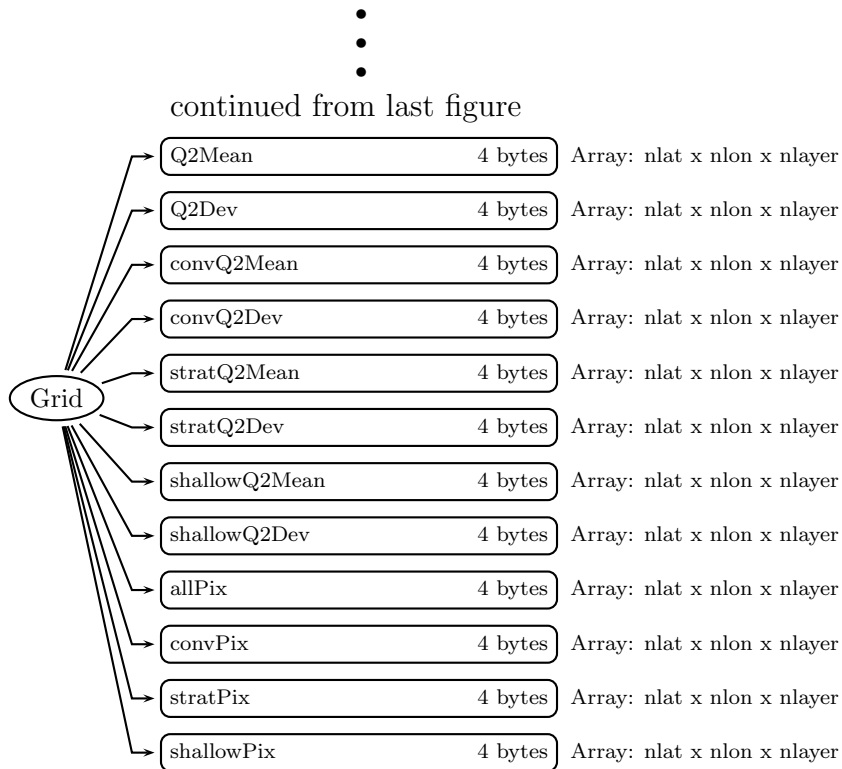 continued from last figure
Q2Mean 4 bytes Array: nlat x nlon x nlayer
Q2Dev 4 bytes Array: nlat x nlon x nlayer
convQ2Mean 4 bytes Array: nlat x nlon x nlayer
convQ2Dev 4 bytes Array: nlat x nlon x nlayer
stratQ2Mean 4 bytes Array: nlat x nlon x nlayer
Grid
stratQ2Dev 4 bytes Array: nlat x nlon x nlayer
shallowQ2Mean 4 bytes Array: nlat x nlon x nlayer
shallowQ2Dev 4 bytes Array: nlat x nlon x nlayer
allPix 4 bytes Array: nlat x nlon x nlayer
convPix 4 bytes Array: nlat x nlon x nlayer
stratPix 4 bytes Array: nlat x nlon x nlayer
shallowPix 4 bytes Array: nlat x nlon x nlayer